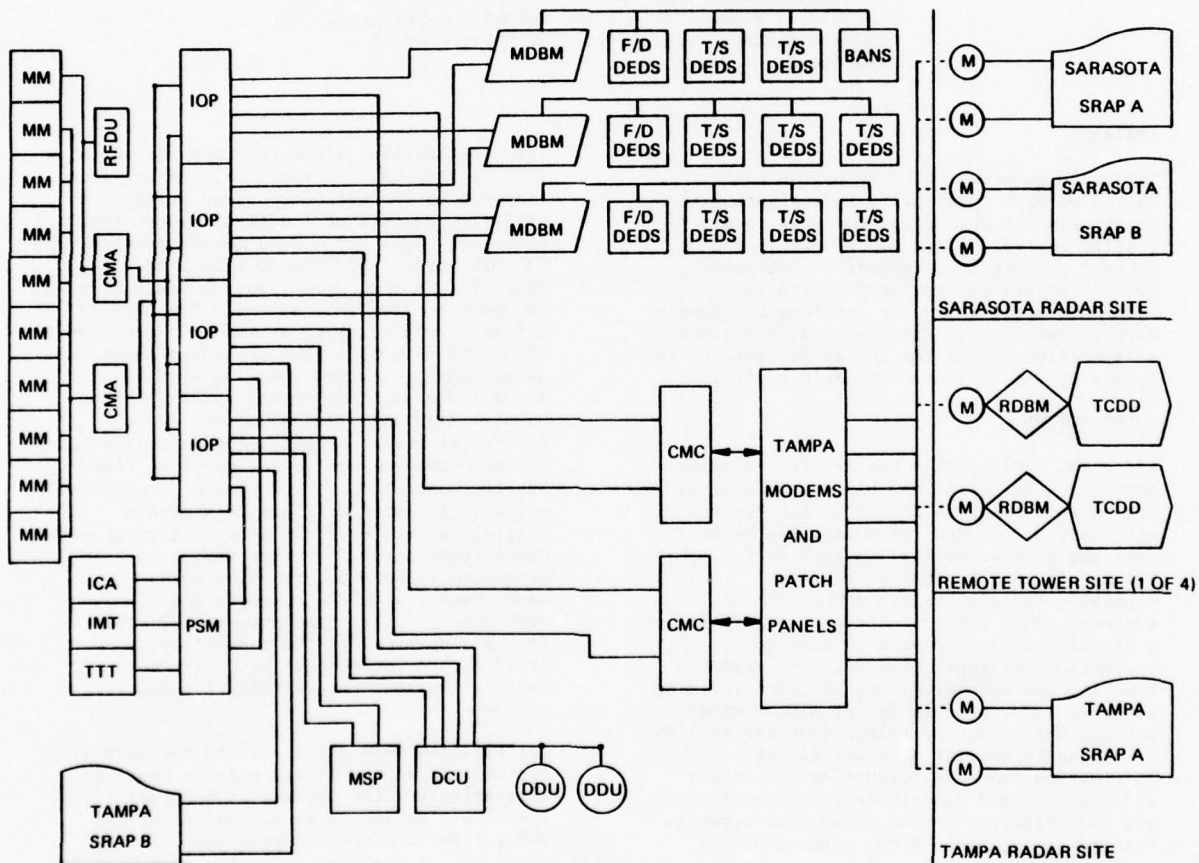 MM
MM
MM
MM
MM
MM
MM
MM
MM
MM
RFDU
CMA
CMA
IOP
IOP
IOP
IOP
ICA
IMT
TTT
PSM
TAMPA
SRAP B
MSP
DCU
DDU
DDU
MDBM
F/D
DEDS
T/S
DEDS
T/S
DEDS
BANS
MDBM
F/D
DEDS
T/S
DEDS
T/S
DEDS
T/S
DEDS
MDBM
F/D
DEDS
T/S
DEDS
T/S
DEDS
T/S
DEDS
CMC
CMC
TAMPA
MODEMS
AND
PATCH
PANELS
M
M
SARASOTA
SRAP A
M
M
SARASOTA
SRAP B
SARASOTA RADAR SITE
M
RDBM
TCDD
M
RDBM
TCDD
REMOTE TOWER SITE (1 OF 4)
M
M
TAMPA
SRAP A
TAMPA RADAR SITE